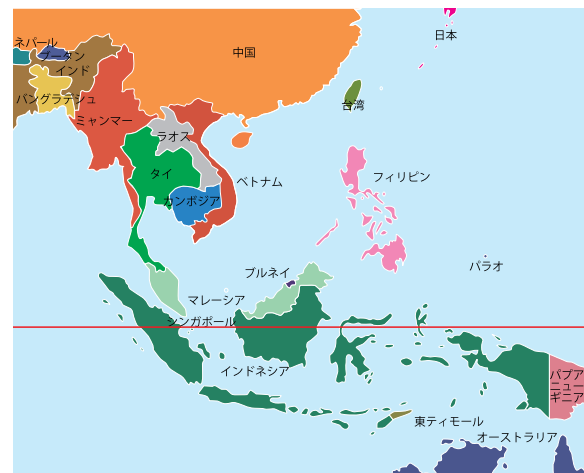 日本
ネパール
中国
ブータン
インド
バングラデシュ
台湾
ミャンマー
ラオス
タイ
フィリピン
ベトナム
カンボジア
パラオ
ブルネイ
マレーシア
シンガポール
インドネシア
パプア
ニュー
ギニア
東ティモール
オーストラリア